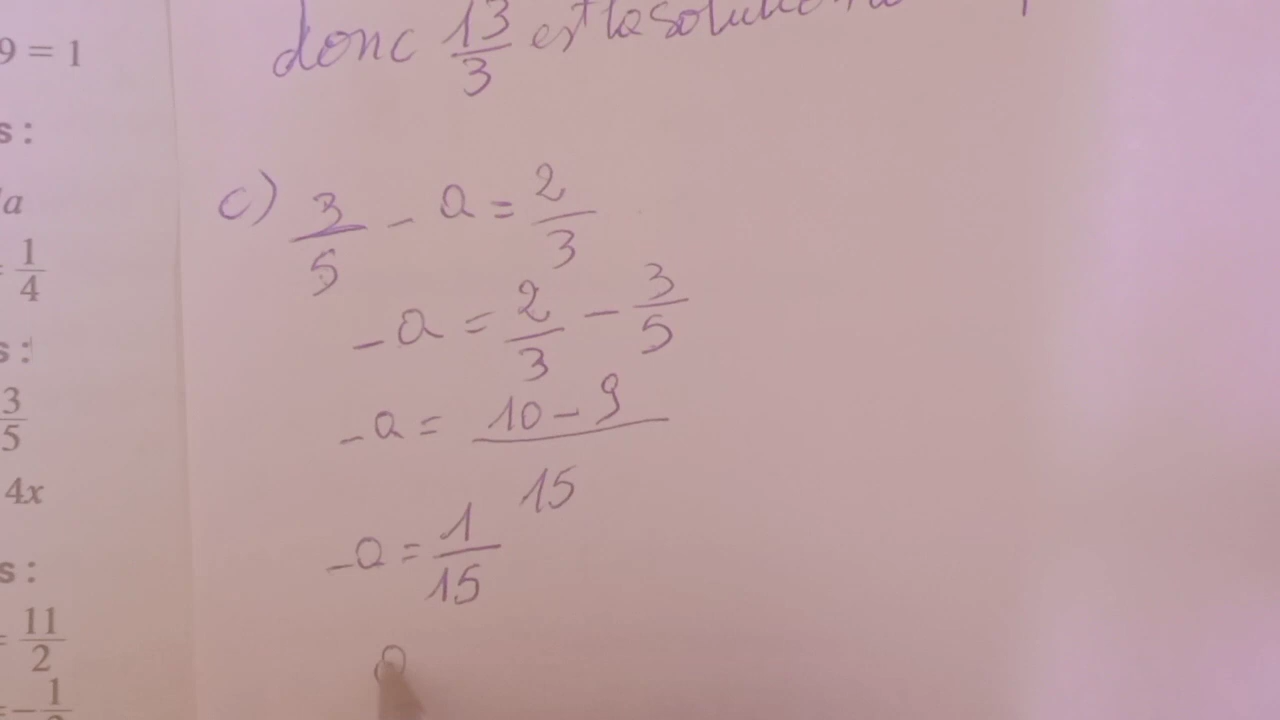 donc 13/3 est la solution
c) 3/5 - a = 2/3
-a = 2/3 - 3/5
-a = 10 - 9 / 15
-a = 1/15
a
9 = 1
s :
a
= 1/4
s :
3/5
4x
s :
= 11/2
= -1